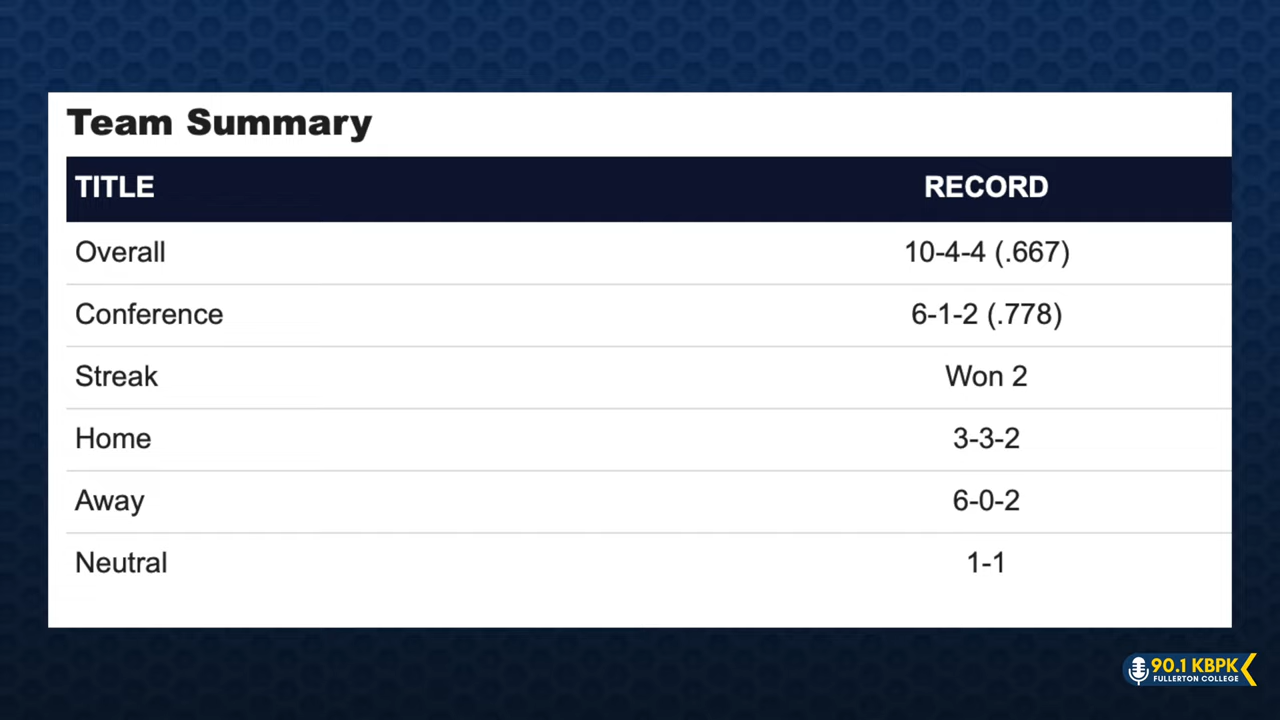 Team Summary
TITLE RECORD
Overall 10-4-4 (.667)
Conference 6-1-2 (.778)
Streak Won 2
Home 3-3-2
Away 6-0-2
Neutral 1-1
90.1 KBPK
FULLERTON COLLEGE